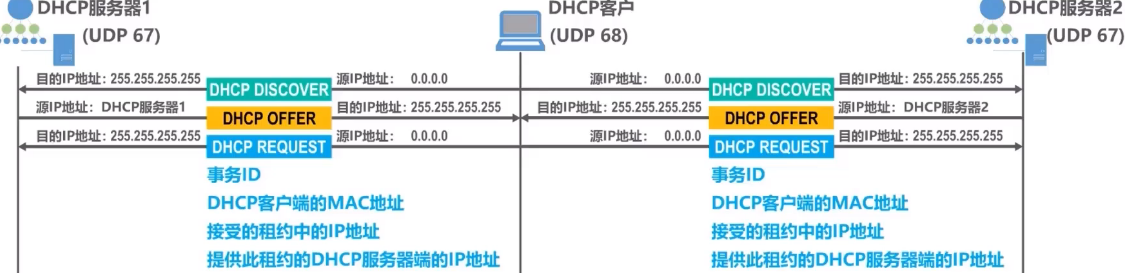 DHCP服务器1 DHCP客户 DHCP服务器2
(UDP 67) (UDP 68) (UDP 67)
目的IP地址: 255.255.255.255 DHCP DISCOVER 源IP地址: 0.0.0.0 源IP地址: 0.0.0.0 DHCP DISCOVER 目的IP地址: 255.255.255.255
源IP地址: DHCP服务器1 DHCP OFFER 目的IP地址: 255.255.255.255 目的IP地址: 255.255.255.255 DHCP OFFER 源IP地址: DHCP服务器2
目的IP地址: 255.255.255.255 DHCP REQUEST 源IP地址: 0.0.0.0 源IP地址: 0.0.0.0 DHCP REQUEST 目的IP地址: 255.255.255.255
事务ID 事务ID
DHCP客户端的MAC地址 DHCP客户端的MAC地址
接受的租约中的IP地址 接受的租约中的IP地址
提供此租约的DHCP服务器端的IP地址 提供此租约的DHCP服务器端的IP地址